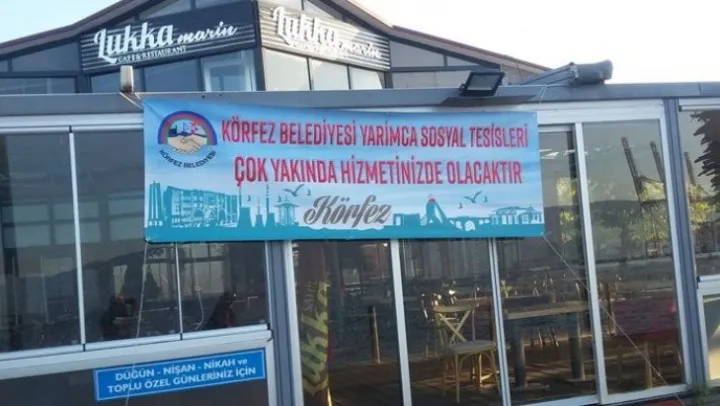 Lukka marin
CAFE & RESTAURANT
Lukka marin
KÖRFEZ BELEDİYESİ YARIMCA SOSYAL TESİSLERİ
ÇOK YAKINDA HİZMETİNİZDE OLACAKTIR
KÖRFEZ BELEDİYESİ
Körfez
Lukka
DÜĞÜN - NİŞAN - NİKAH ve
TOPLU ÖZEL GÜNLERİNİZ İÇİN